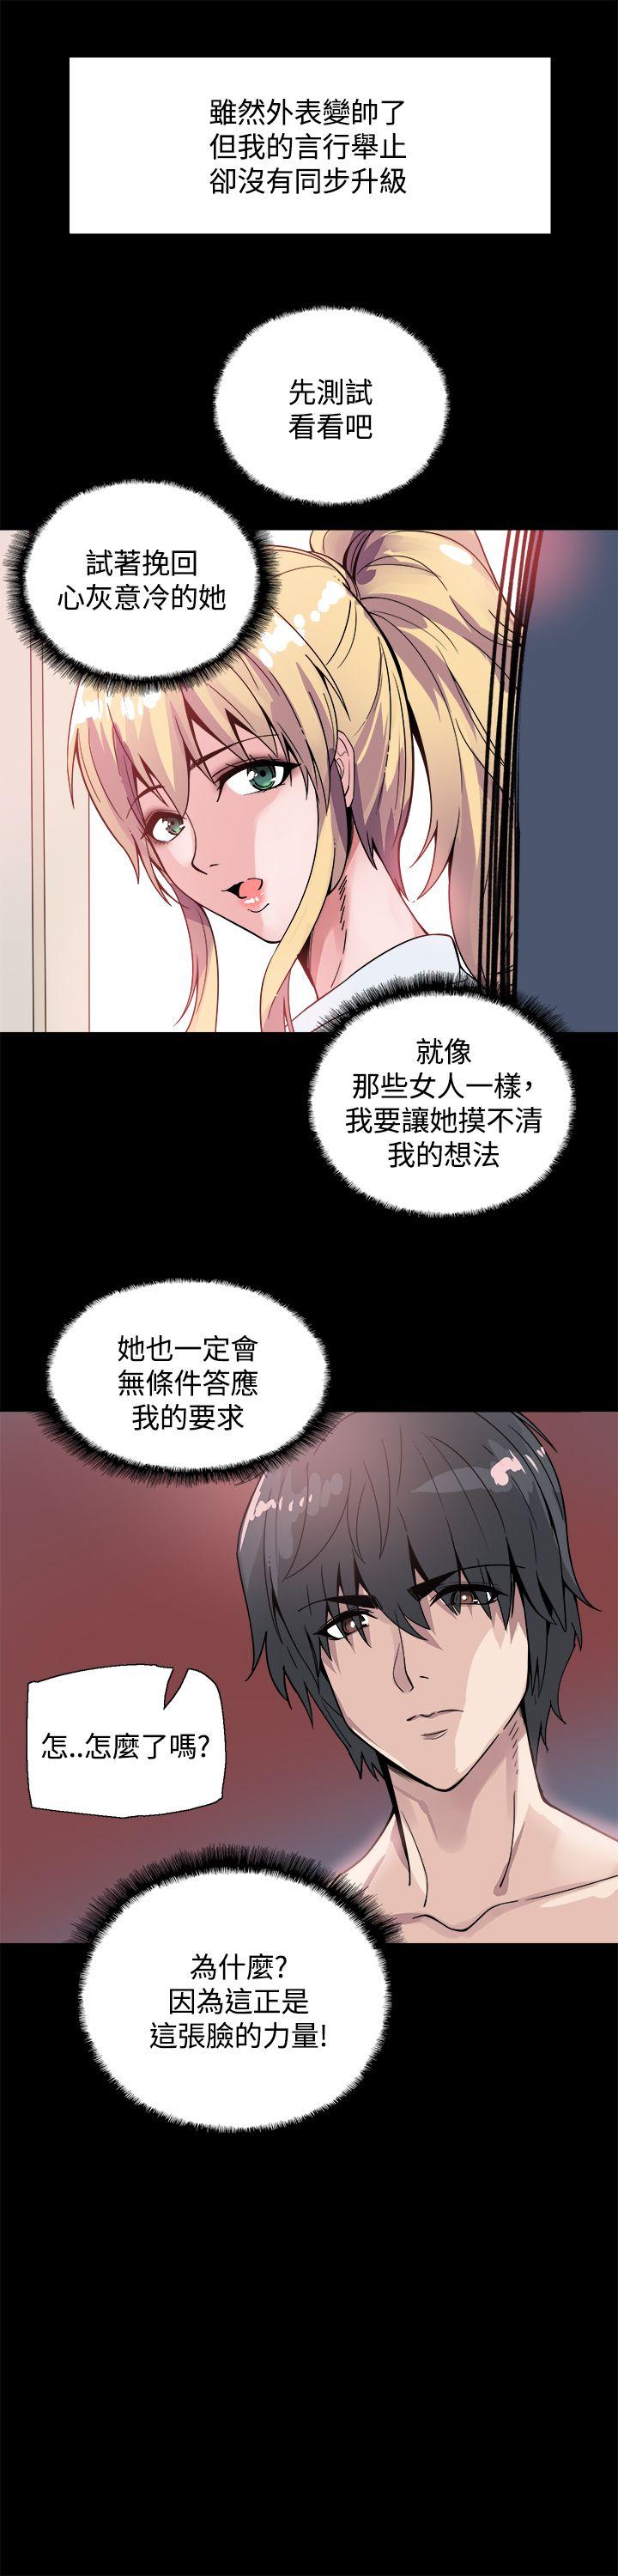 雖然外表變帥了
但我的言行舉止
卻沒有同步升級
先測試
看看吧
試著挽回
心灰意冷的她
就像
那些女人一樣,
我要讓她摸不清
我的想法
她也一定會
無條件答應
我的要求
怎..怎麼了嗎?
為什麼?
因為這正是
這張臉的力量!